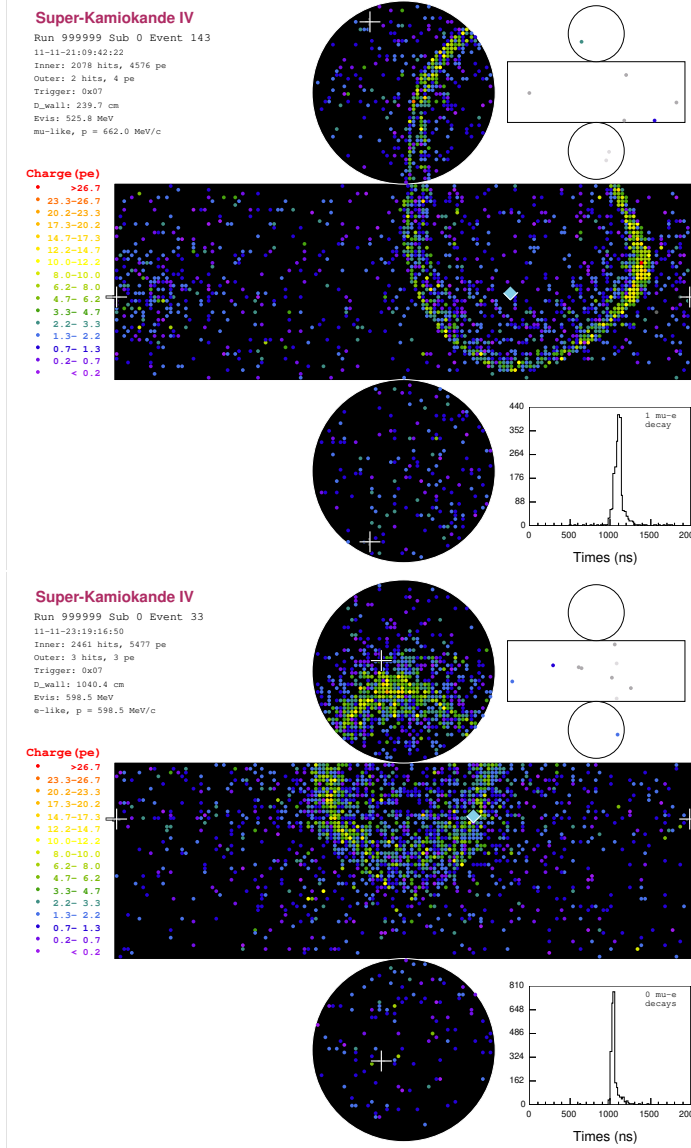 Super-Kamiokande IV
Run 999999 Sub 0 Event 143
11-11-21:09:42:22
Inner: 2078 hits, 4576 pe
Outer: 2 hits, 4 pe
Trigger: 0x07
D_wall: 239.7 cm
Evis: 525.8 MeV
mu-like, p = 662.0 MeV/c
Charge(pe)
>26.7
23.3-26.7
20.2-23.3
17.3-20.2
14.7-17.3
12.2-14.7
10.0-12.2
8.0-10.0
6.2- 8.0
4.7- 6.2
3.3- 4.7
2.2- 3.3
1.3- 2.2
0.7- 1.3
0.2- 0.7
< 0.2
1 mu-e
decay
440
352
264
176
88
0
0 500 1000 1500 200
Times (ns)
Super-Kamiokande IV
Run 999999 Sub 0 Event 33
11-11-23:19:16:50
Inner: 2461 hits, 5477 pe
Outer: 3 hits, 3 pe
Trigger: 0x07
D_wall: 1040.4 cm
Evis: 598.5 MeV
e-like, p = 598.5 MeV/c
Charge(pe)
>26.7
23.3-26.7
20.2-23.3
17.3-20.2
14.7-17.3
12.2-14.7
10.0-12.2
8.0-10.0
6.2- 8.0
4.7- 6.2
3.3- 4.7
2.2- 3.3
1.3- 2.2
0.7- 1.3
0.2- 0.7
< 0.2
0 mu-e
decays
810
648
486
324
162
0
0 500 1000 1500 200
Times (ns)